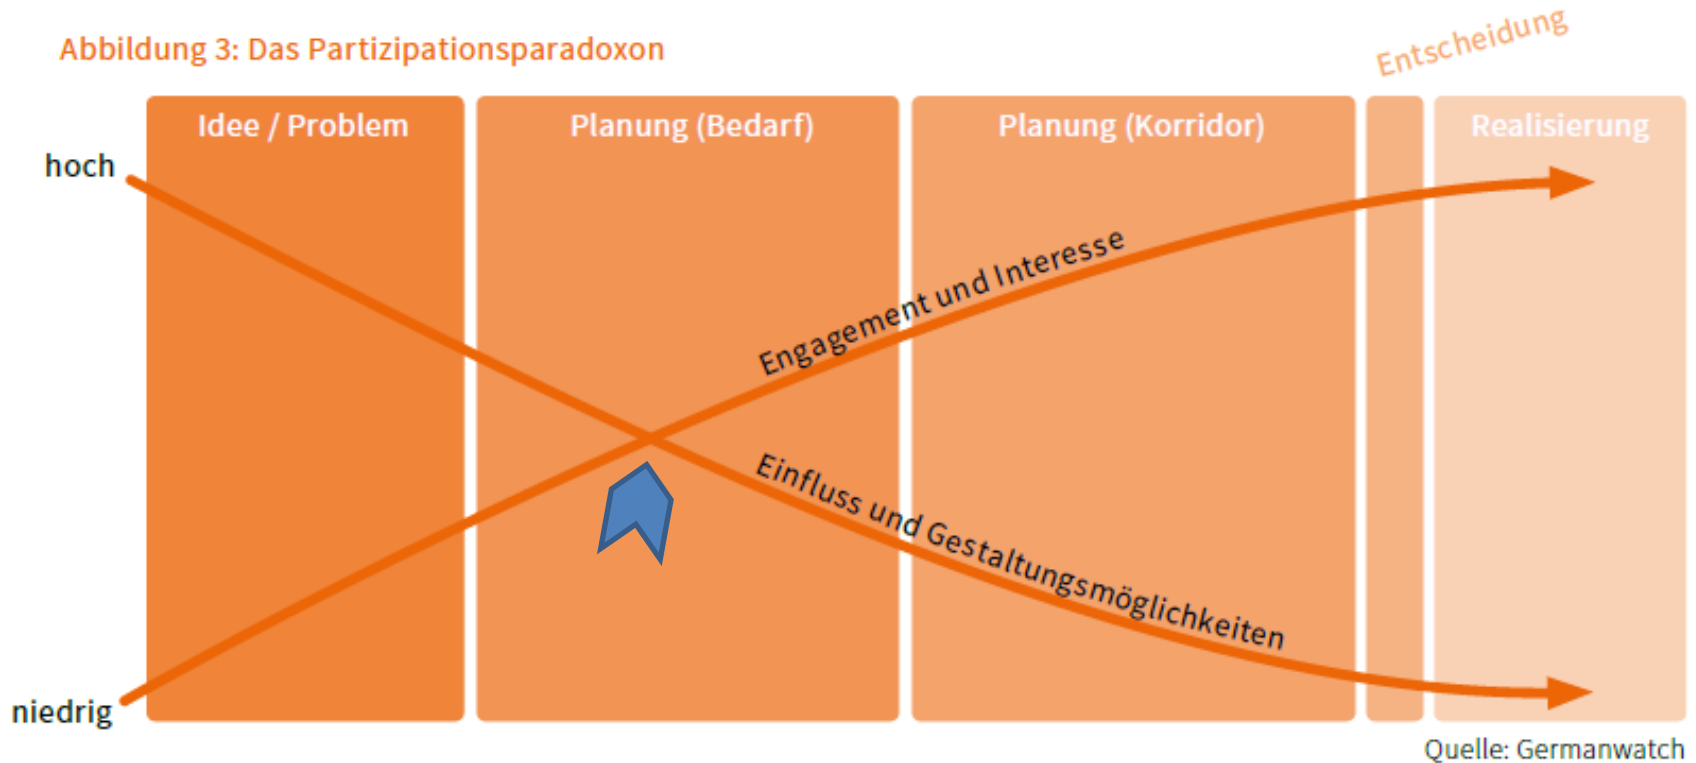 Abbildung 3: Das Partizipationsparadoxon
Entscheidung
Idee / Problem
Planung (Bedarf)
Planung (Korridor)
Realisierung
hoch
Engagement und Interesse
Einfluss und Gestaltungsmöglichkeiten
niedrig
Quelle: Germanwatch